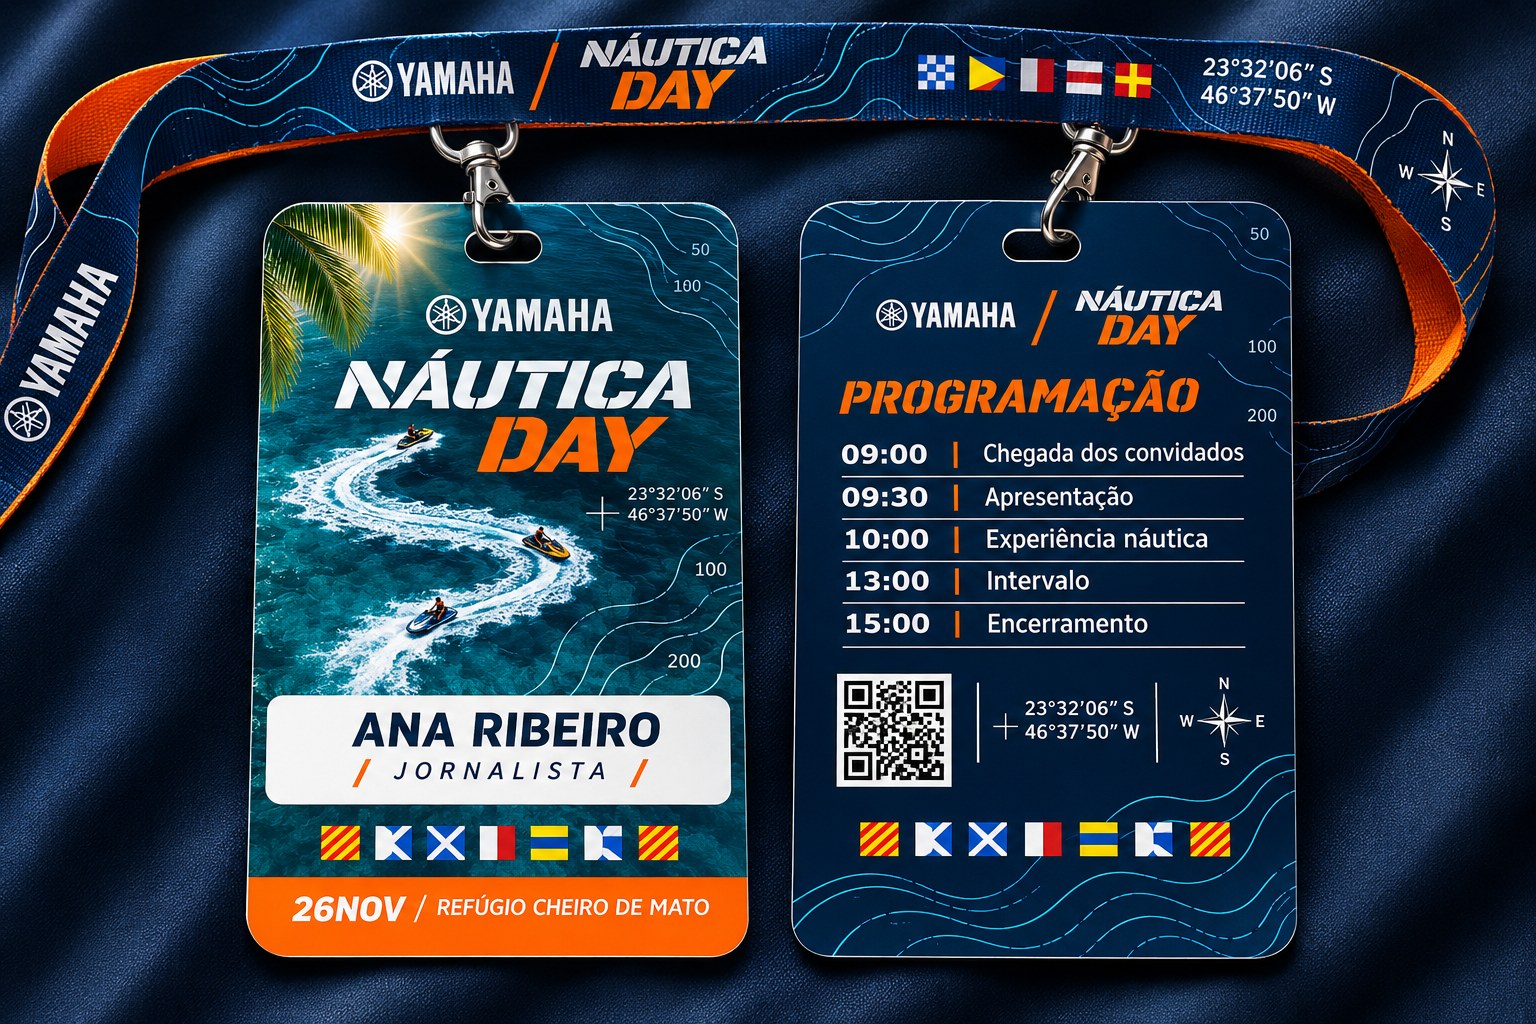 YAMAHA
NÁUTICA
DAY
23°32'06" S
46°37'50" W
N
W
E
S
YAMAHA
50
100
YAMAHA
NÁUTICA
DAY
23°32'06" S
46°37'50" W
100
200
ANA RIBEIRO
/ JORNALISTA /
26NOV / REFÚGIO CHEIRO DE MATO
50
YAMAHA / NÁUTICA
DAY
100
200
PROGRAMAÇÃO
09:00 | Chegada dos convidados
09:30 | Apresentação
10:00 | Experiência náutica
13:00 | Intervalo
15:00 | Encerramento
23°32'06" S
46°37'50" W
N
W
E
S